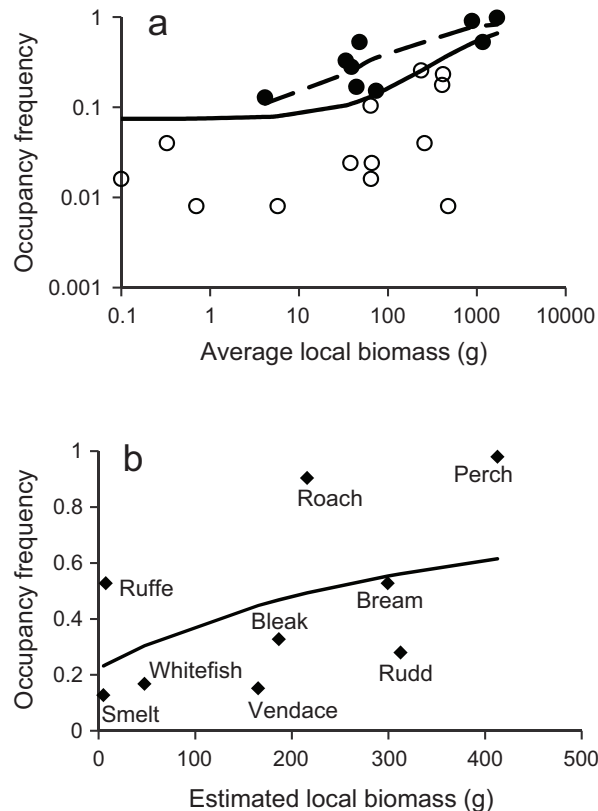 a
Occupancy frequency
1
0.1
0.01
0.001
0.1
1
10
100
1000
10000
Average local biomass (g)
b
Occupancy frequency
1
0.8
0.6
0.4
0.2
0
Perch
Roach
Ruffe
Bream
Bleak
Rudd
Whitefish
Vendace
Smelt
0
100
200
300
400
500
Estimated local biomass (g)